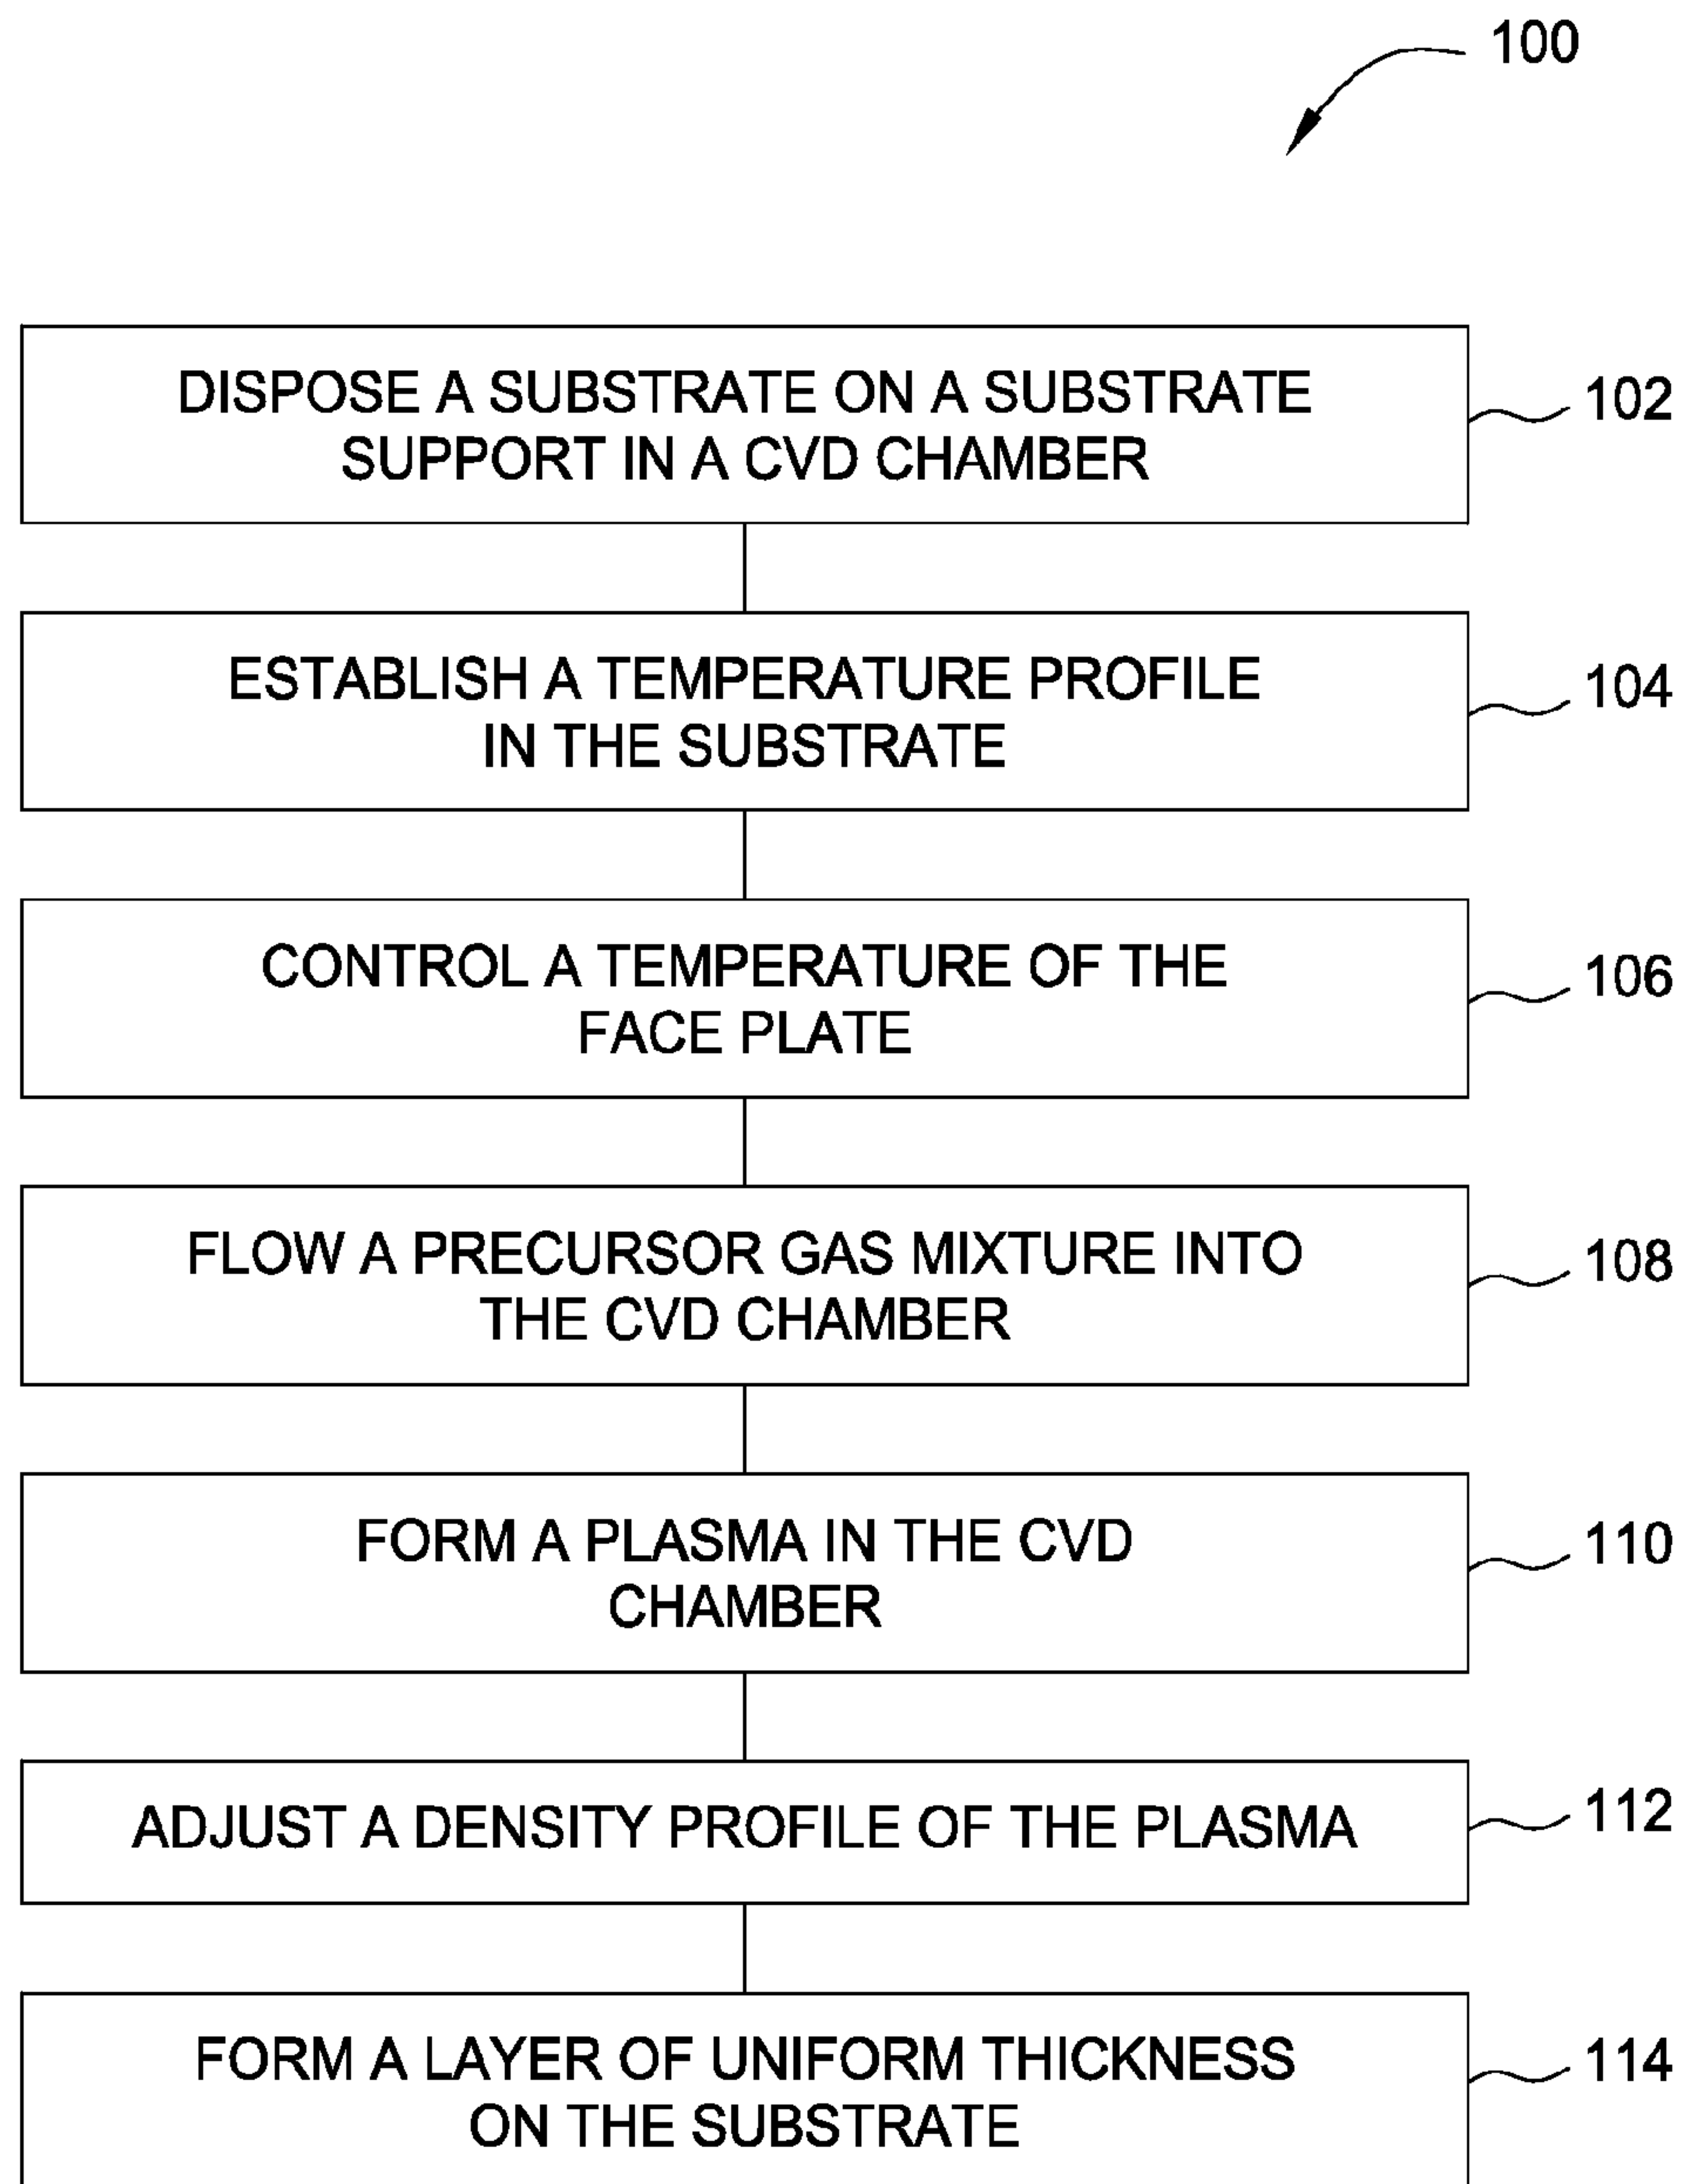 100
DISPOSE A SUBSTRATE ON A SUBSTRATE
SUPPORT IN A CVD CHAMBER
102
ESTABLISH A TEMPERATURE PROFILE
IN THE SUBSTRATE
104
CONTROL A TEMPERATURE OF THE
FACE PLATE
106
FLOW A PRECURSOR GAS MIXTURE INTO
THE CVD CHAMBER
108
FORM A PLASMA IN THE CVD
CHAMBER
110
ADJUST A DENSITY PROFILE OF THE PLASMA
112
FORM A LAYER OF UNIFORM THICKNESS
ON THE SUBSTRATE
114